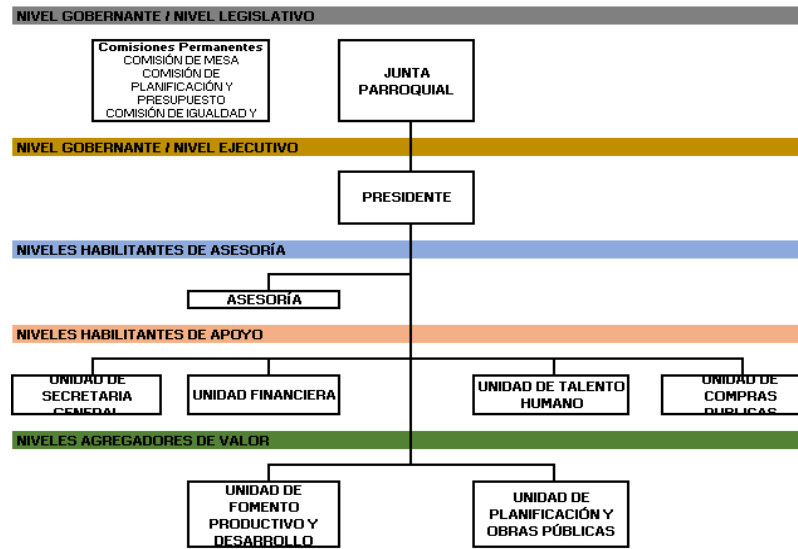 NIVEL GOBERNANTE / NIVEL LEGISLATIVO
Comisiones Permanentes
COMISIÓN DE MESA
COMISIÓN DE
PLANIFICACIÓN Y
PRESUPUESTO
COMISIÓN DE IGUALDAD Y
JUNTA
PARROQUIAL
NIVEL GOBERNANTE / NIVEL EJECUTIVO
PRESIDENTE
NIVELES HABILITANTES DE ASESORÍA
ASESORÍA
NIVELES HABILITANTES DE APOYO
UNIDAD DE
SECRETARIA
GENERAL
UNIDAD FINANCIERA
UNIDAD DE TALENTO
HUMANO
UNIDAD DE
COMPRAS
PUBLICAS
NIVELES AGREGADORES DE VALOR
UNIDAD DE
FOMENTO
PRODUCTIVO Y
DESARROLLO
UNIDAD DE
PLANIFICACIÓN Y
OBRAS PÚBLICAS